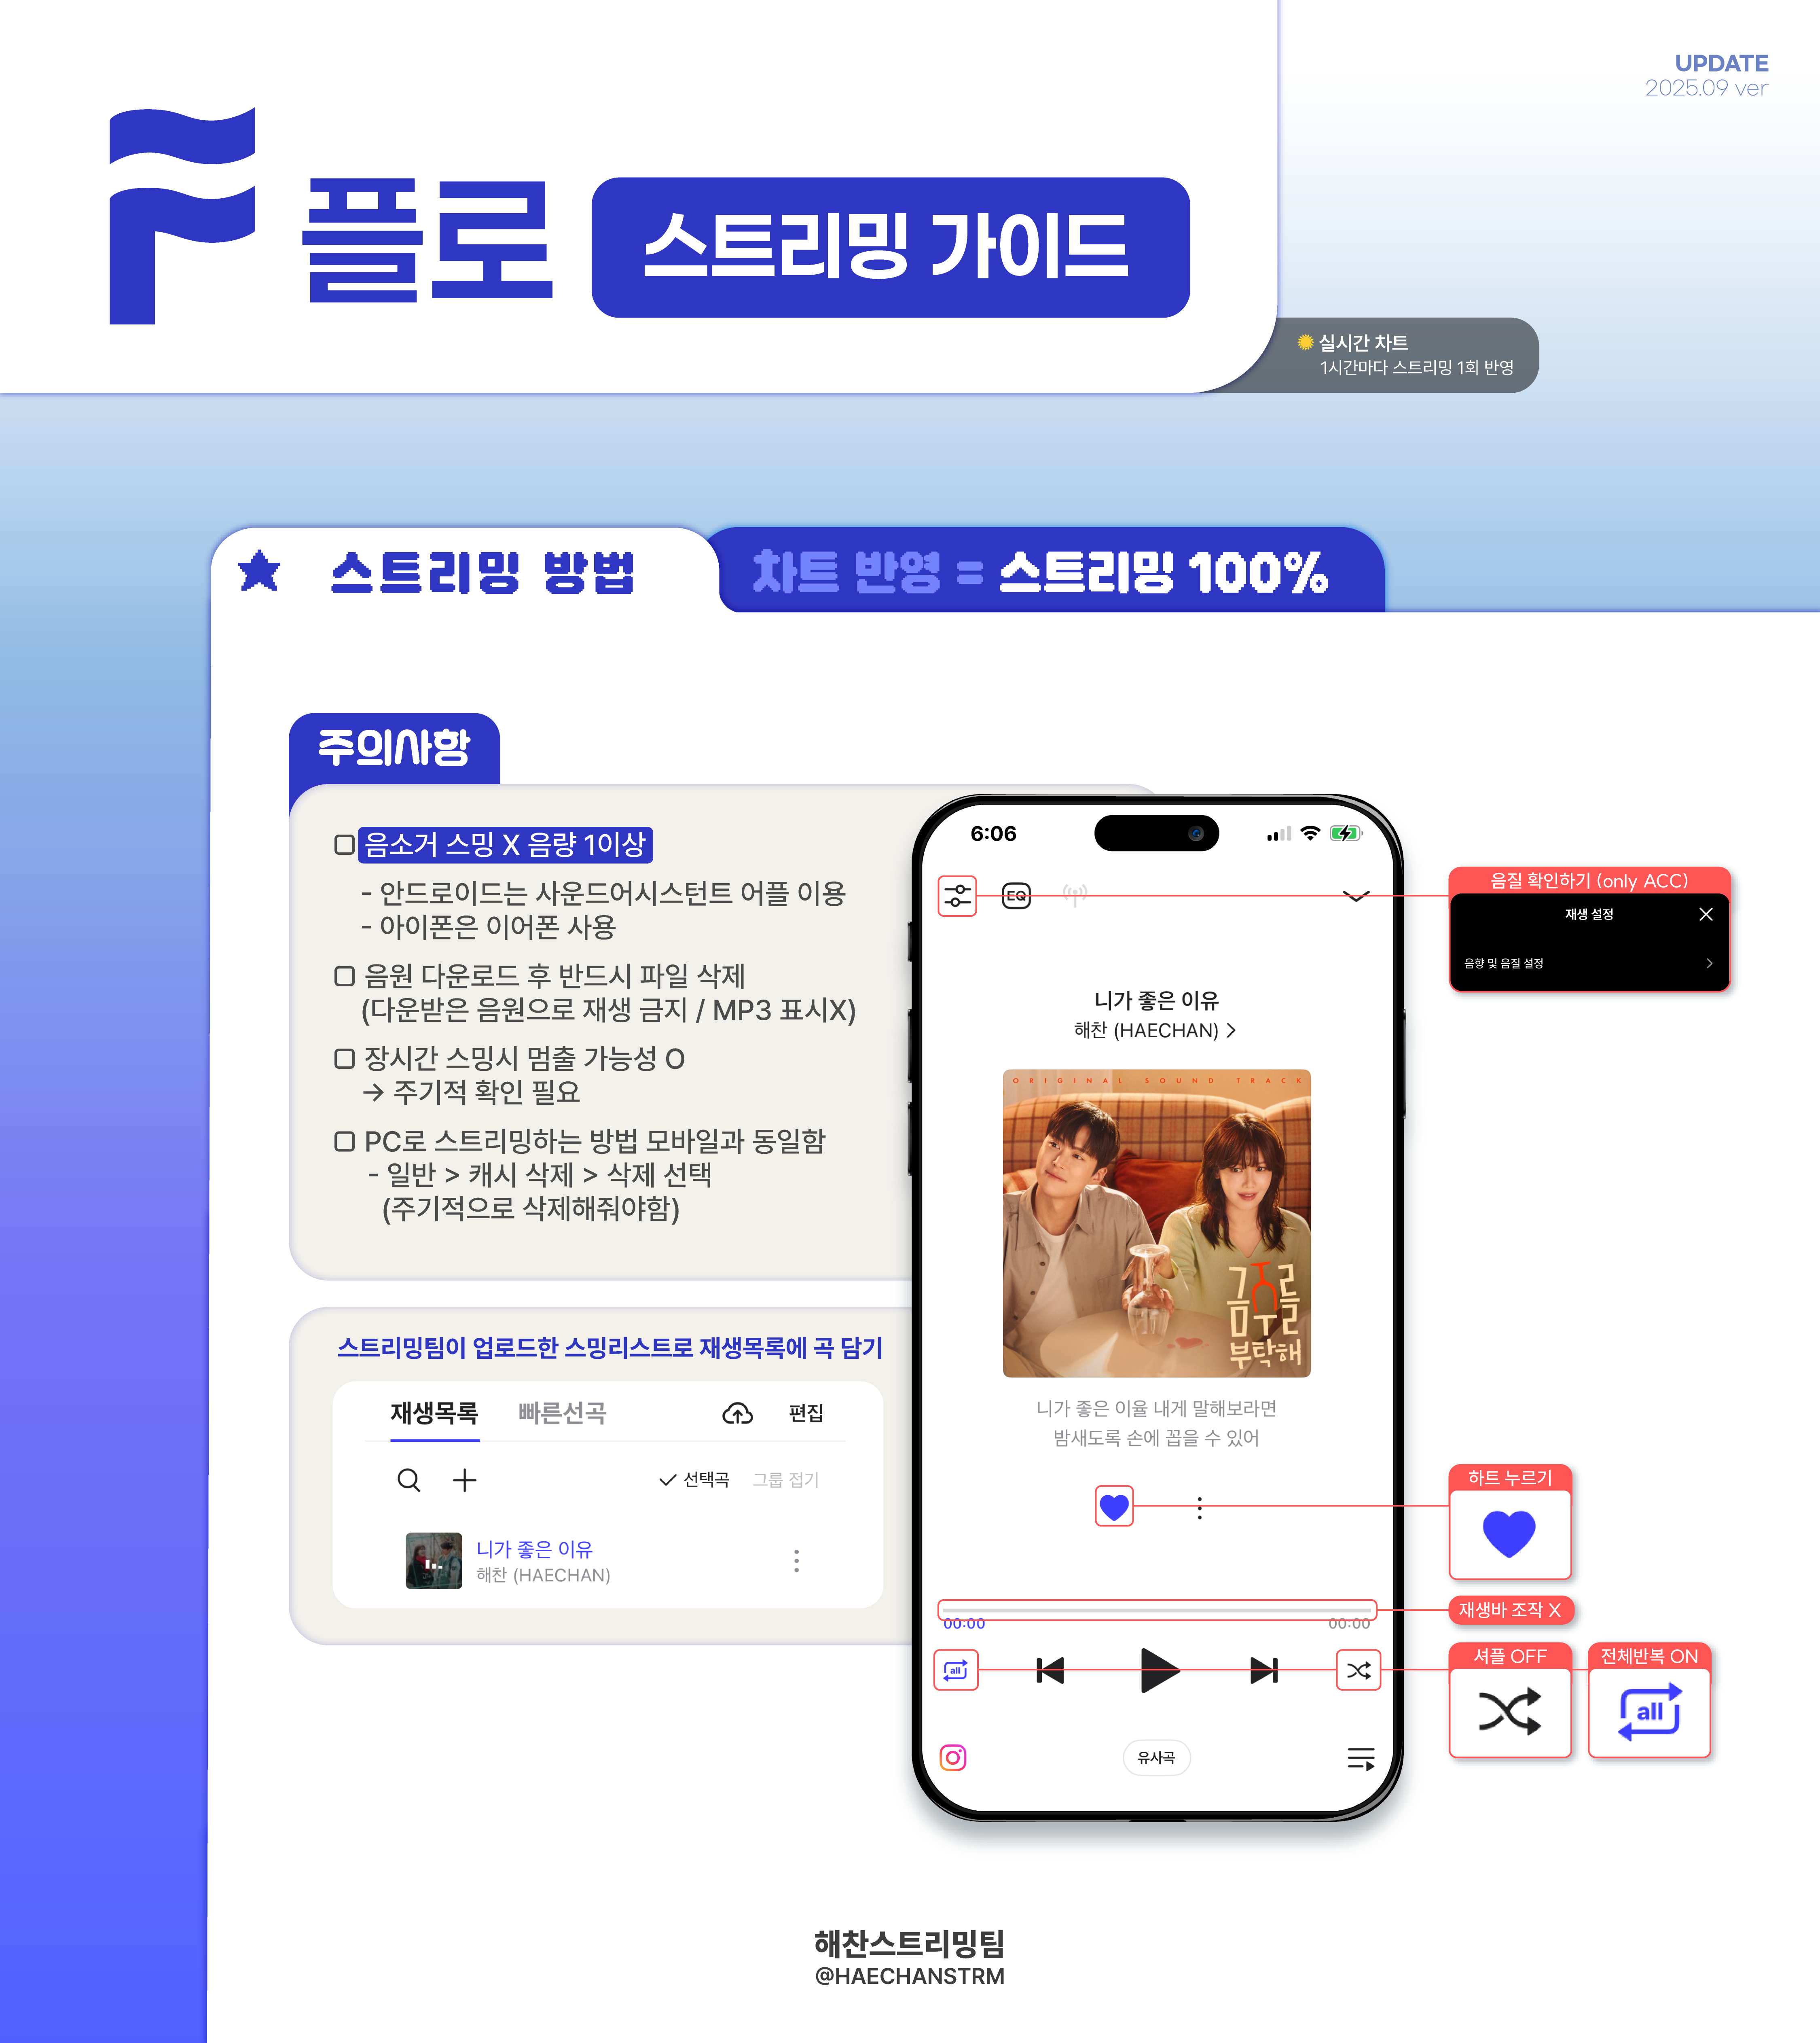 UPDATE
2025.09 ver
플로 스트리밍 가이드
실시간 차트
1시간마다 스트리밍 1회 반영
스트리밍 방법
차트 반영 = 스트리밍 100%
주의사항
음소거 스밍 X 음량 1이상
- 안드로이드는 사운드어시스턴트 어플 이용
- 아이폰은 이어폰 사용
음원 다운로드 후 반드시 파일 삭제
(다운받은 음원으로 재생 금지 / MP3 표시X)
장시간 스밍시 멈출 가능성 O
→ 주기적 확인 필요
PC로 스트리밍하는 방법 모바일과 동일함
- 일반 > 캐시 삭제 > 삭제 선택
(주기적으로 삭제해줘야함)
스트리밍팀이 업로드한 스밍리스트로 재생목록에 곡 담기
재생목록 빠른선곡 편집
선택곡 그룹 접기
니가 좋은 이유
해찬 (HAECHAN)
6:06
EQ
니가 좋은 이유
해찬 (HAECHAN) >
ORIGINAL SOUND TRACK
금주를
부탁해
니가 좋은 이율 내게 말해보라면
밤새도록 손에 꼽을 수 있어
00:00 00:00
all
유사곡
음질 확인하기 (only ACC)
재생 설정
음향 및 음질 설정
하트 누르기
재생바 조작 X
셔플 OFF
전체반복 ON
all
해찬스트리밍팀
@HAECHANSTRM